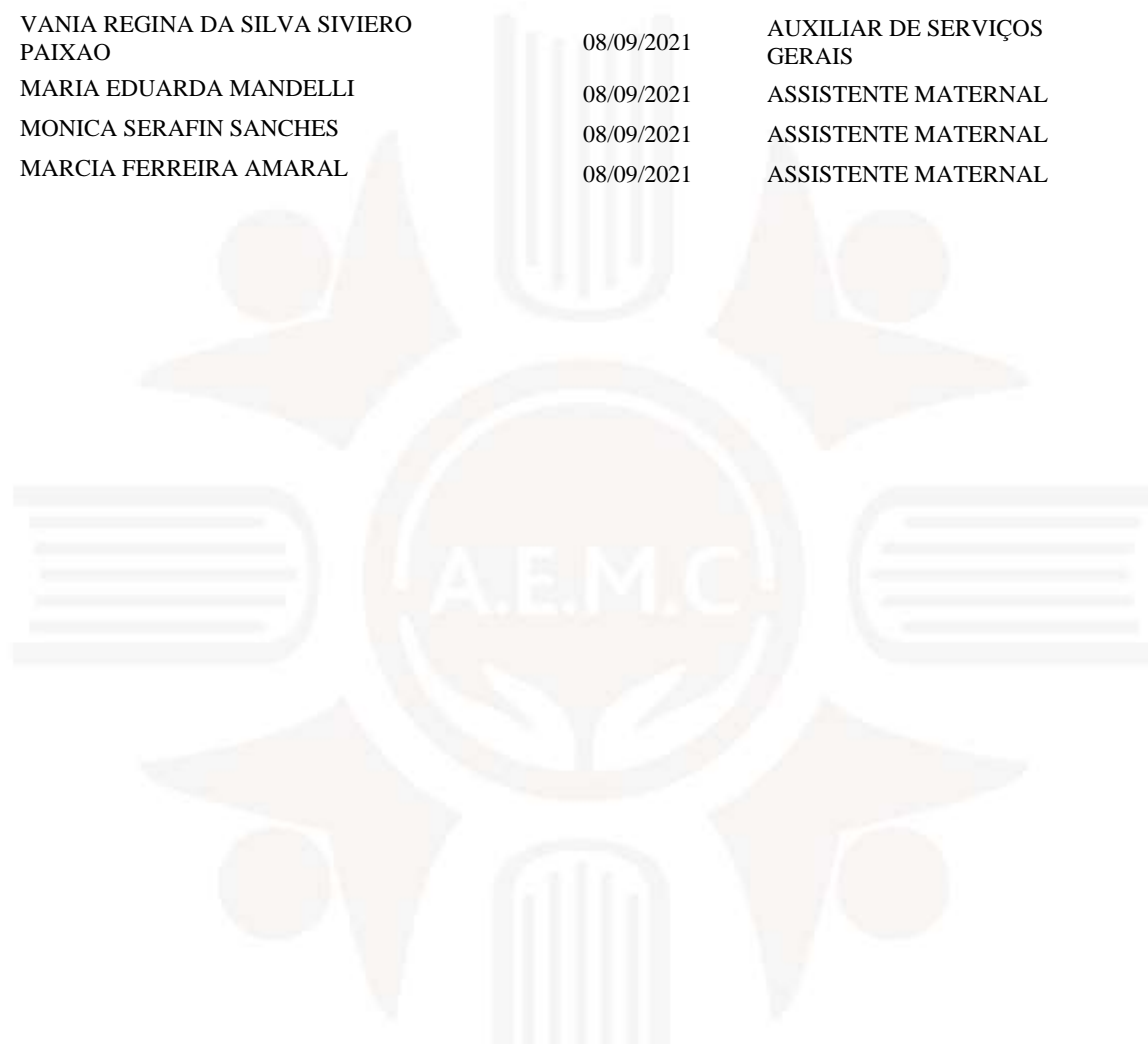 VANIA REGINA DA SILVA SIVIERO
PAIXAO
08/09/2021
AUXILIAR DE SERVIÇOS
GERAIS
MARIA EDUARDA MANDELLI
08/09/2021
ASSISTENTE MATERNAL
MONICA SERAFIN SANCHES
08/09/2021
ASSISTENTE MATERNAL
MARCIA FERREIRA AMARAL
08/09/2021
ASSISTENTE MATERNAL
A.E.M.C